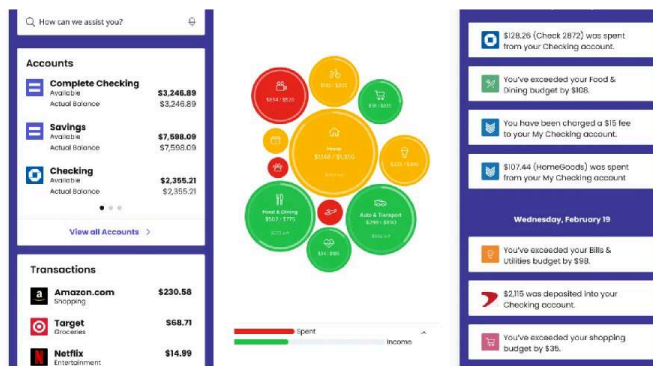 How can we assist you?
Accounts
Complete Checking
Available $3,246.89
Actual Balance $3,246.89
Savings
Available $7,598.09
Actual Balance $7,598.09
Checking
Available $2,355.21
Actual Balance $2,355.21
View all Accounts >
Transactions
a Amazon.com $230.58
Shopping
Target $68.71
Groceries
N Netflix $14.99
Entertainment
Home
Food & Dining
$507 / $775
Auto & Transport
Spent
Income
$128.26 (Check 2872) was spent
from your Checking account.
You've exceeded your Food &
Dining budget by $108.
You have been charged a $15 fee
to your My Checking account.
$107.44 (HomeGoods) was spent
from your My Checking account
Wednesday, February 19
You've exceeded your Bills &
Utilities budget by $98.
$2,115 was deposited into your
Checking account.
You've exceeded your shopping
budget by $35.